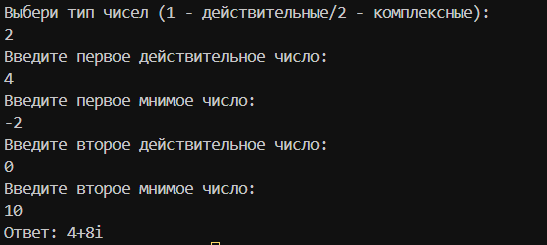 Выбери тип чисел (1 - действительные/2 - комплексные):
2
Введите первое действительное число:
4
Введите первое мнимое число:
-2
Введите второе действительное число:
0
Введите второе мнимое число:
10
Ответ: 4+8i